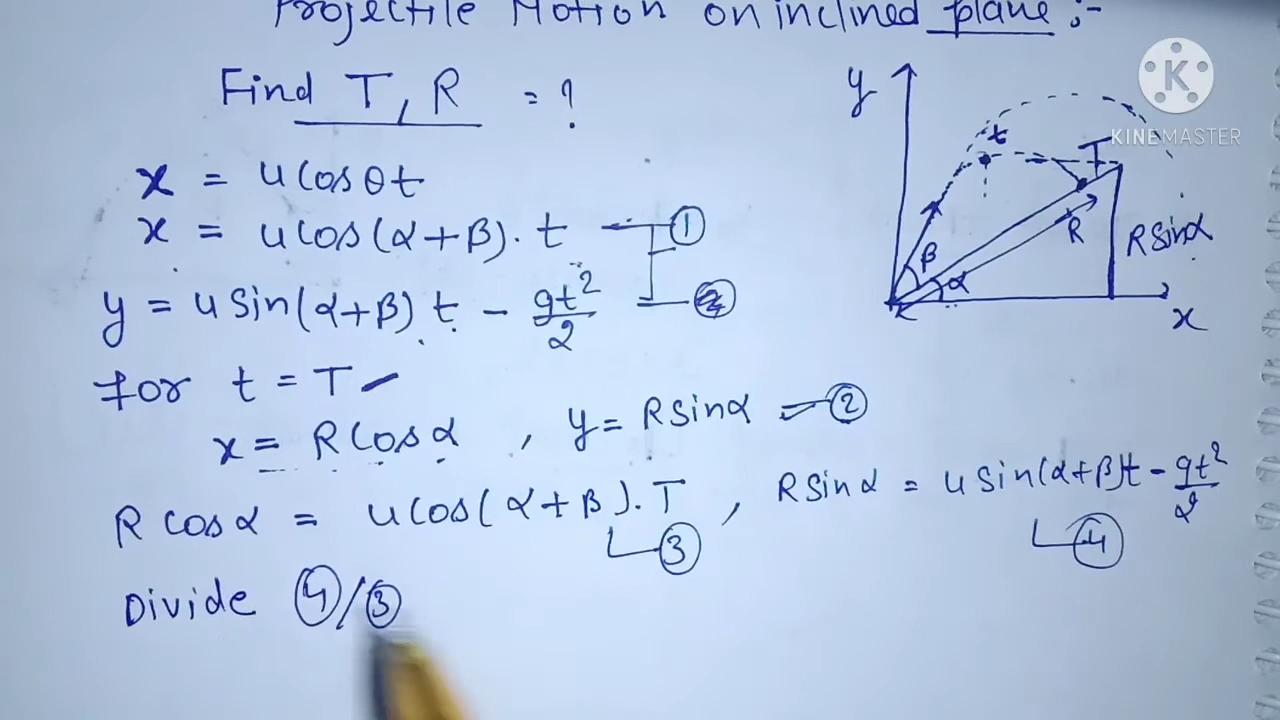 Projectile Motion on inclined plane :-
Find T, R = ?
x = u cos θ t
x = u cos(α+β). t — ①
y = u sin(α+β) t - gt²/2
for t = T
x = R cos α , y = R sin α — ②
R cos α = u cos(α+β). T , R sin α = u sin(α+β)t - gt²/2
③ ④
Divide ④/③
y
t
T
β
α
R
R sin α
x
K
KINEMASTER